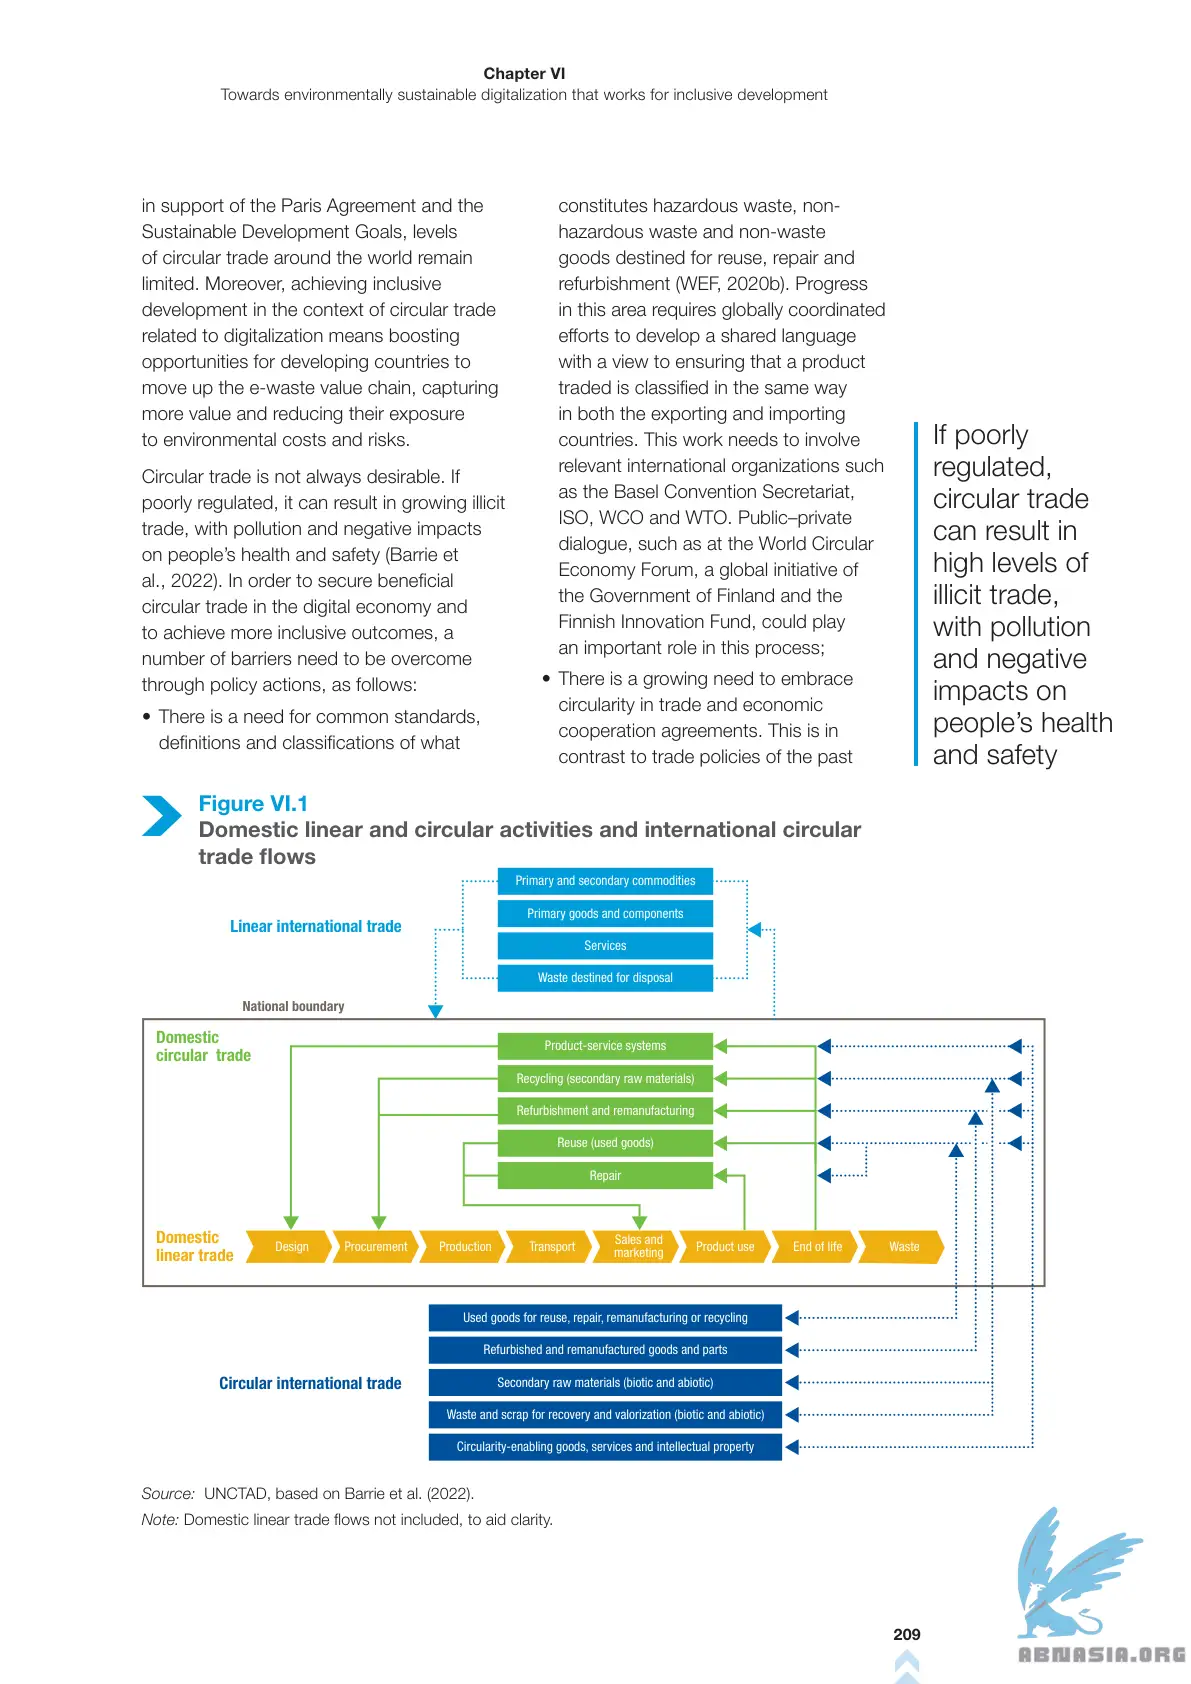 Chapter VI
Towards environmentally sustainable digitalization that works for inclusive development
in support of the Paris Agreement and the
Sustainable Development Goals, levels
of circular trade around the world remain
limited. Moreover, achieving inclusive
development in the context of circular trade
related to digitalization means boosting
opportunities for developing countries to
move up the e-waste value chain, capturing
more value and reducing their exposure
to environmental costs and risks.
Circular trade is not always desirable. If
poorly regulated, it can result in growing illicit
trade, with pollution and negative impacts
on people’s health and safety (Barrie et
al., 2022). In order to secure beneficial
circular trade in the digital economy and
to achieve more inclusive outcomes, a
number of barriers need to be overcome
through policy actions, as follows:
• There is a need for common standards,
definitions and classifications of what
constitutes hazardous waste, non-
hazardous waste and non-waste
goods destined for reuse, repair and
refurbishment (WEF, 2020b). Progress
in this area requires globally coordinated
efforts to develop a shared language
with a view to ensuring that a product
traded is classified in the same way
in both the exporting and importing
countries. This work needs to involve
relevant international organizations such
as the Basel Convention Secretariat,
ISO, WCO and WTO. Public–private
dialogue, such as at the World Circular
Economy Forum, a global initiative of
the Government of Finland and the
Finnish Innovation Fund, could play
an important role in this process;
• There is a growing need to embrace
circularity in trade and economic
cooperation agreements. This is in
contrast to trade policies of the past
If poorly
regulated,
circular trade
can result in
high levels of
illicit trade,
with pollution
and negative
impacts on
people’s health
and safety
Figure VI.1
Domestic linear and circular activities and international circular
trade flows
Primary and secondary commodities
Primary goods and components
Linear international trade
Services
Waste destined for disposal
National boundary
Domestic
circular trade
Product-service systems
Recycling (secondary raw materials)
Refurbishment and remanufacturing
Reuse (used goods)
Repair
Domestic
linear trade
Design
Procurement
Production
Transport
Sales and
marketing
Product use
End of life
Waste
Used goods for reuse, repair, remanufacturing or recycling
Refurbished and remanufactured goods and parts
Circular international trade
Secondary raw materials (biotic and abiotic)
Waste and scrap for recovery and valorization (biotic and abiotic)
Circularity-enabling goods, services and intellectual property
Source: UNCTAD, based on Barrie et al. (2022).
Note: Domestic linear trade flows not included, to aid clarity.
209
ABNASIA.ORG